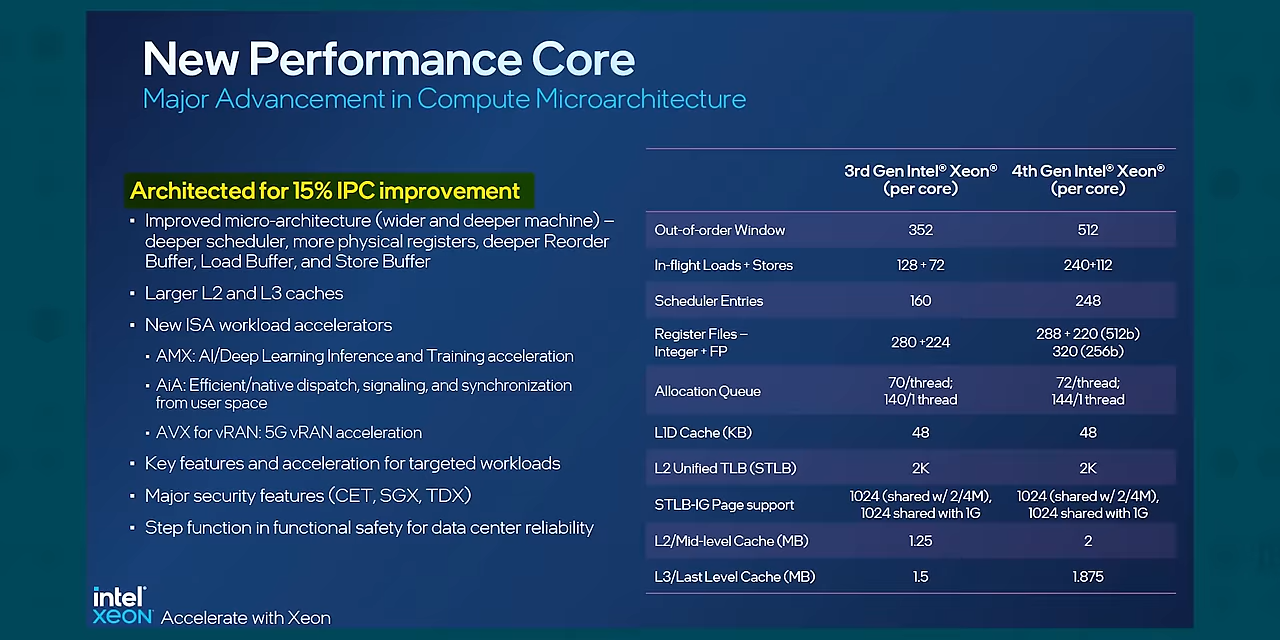 New Performance Core
Major Advancement in Compute Microarchitecture
Architected for 15% IPC improvement
▪ Improved micro-architecture (wider and deeper machine) –
deeper scheduler, more physical registers, deeper Reorder
Buffer, Load Buffer, and Store Buffer
▪ Larger L2 and L3 caches
▪ New ISA workload accelerators
▪ AMX: AI/Deep Learning Inference and Training acceleration
▪ AiA: Efficient/native dispatch, signaling, and synchronization
from user space
▪ AVX for vRAN: 5G vRAN acceleration
▪ Key features and acceleration for targeted workloads
▪ Major security features (CET, SGX, TDX)
▪ Step function in functional safety for data center reliability
3rd Gen Intel® Xeon® 4th Gen Intel® Xeon®
(per core) (per core)
Out-of-order Window 352 512
In-flight Loads + Stores 128 + 72 240+112
Scheduler Entries 160 248
Register Files – 288 + 220 (512b)
Integer + FP 280 +224 320 (256b)
Allocation Queue 70/thread; 72/thread;
140/1 thread 144/1 thread
L1D Cache (KB) 48 48
L2 Unified TLB (STLB) 2K 2K
STLB-IG Page support 1024 (shared w/ 2/4M), 1024 (shared w/ 2/4M),
1024 shared with 1G 1024 shared with 1G
L2/Mid-level Cache (MB) 1.25 2
L3/Last Level Cache (MB) 1.5 1.875
intel®
xeon® Accelerate with Xeon